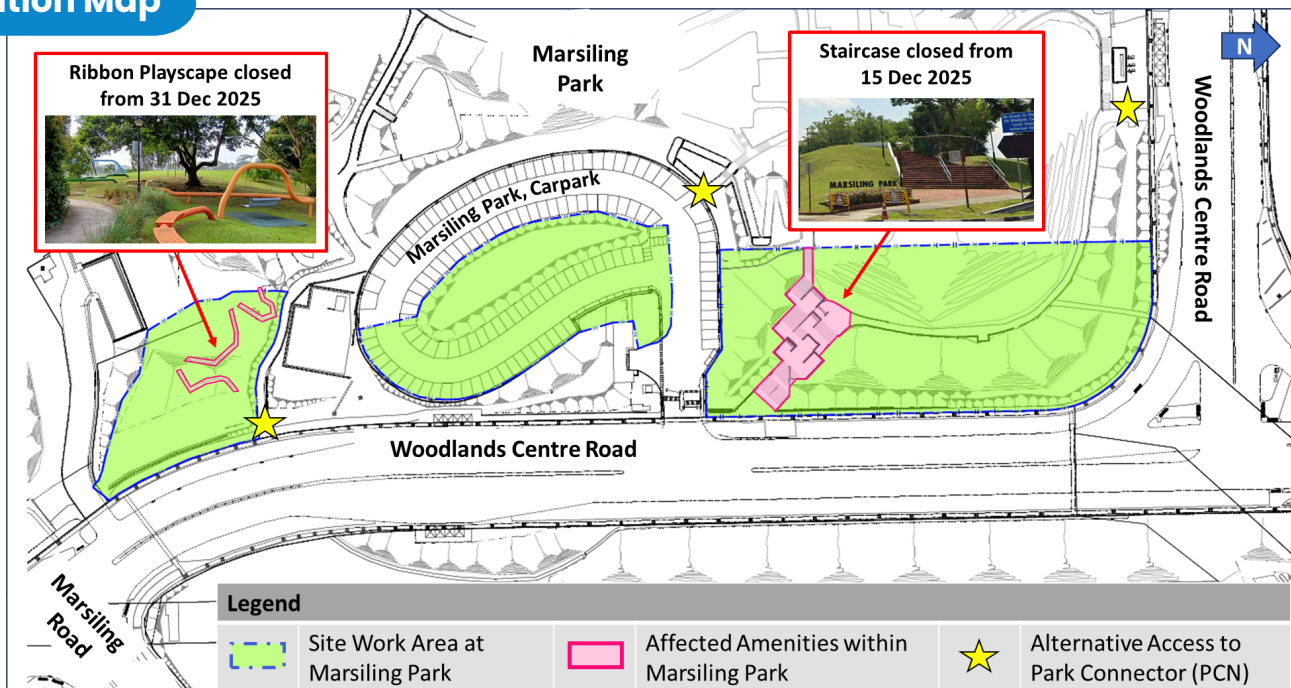 tion Map
Marsiling
Park
N
Ribbon Playscape closed
from 31 Dec 2025
Staircase closed from
15 Dec 2025
MARSILING PARK
Marsiling Park, Carpark
Woodlands Centre Road
Woodlands Centre Road
Marsiling
Road
Legend
Site Work Area at
Marsiling Park
Affected Amenities within
Marsiling Park
Alternative Access to
Park Connector (PCN)